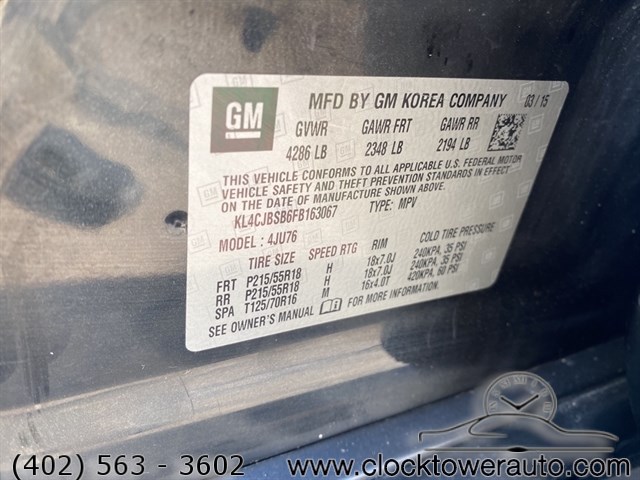 GM
MFD BY GM KOREA COMPANY 03/15
GVWR GAWR FRT GAWR RR
4286 LB 2348 LB 2194 LB
THIS VEHICLE CONFORMS TO ALL APPLICABLE U.S. FEDERAL MOTOR
VEHICLE SAFETY AND THEFT PREVENTION STANDARDS IN EFFECT ON
THE DATE OF MANUFACTURE SHOWN ABOVE.
KL4CJBSB6FB163067 TYPE: MPV
MODEL: 4JU76
TIRE SIZE SPEED RTG RIM COLD TIRE PRESSURE
FRT P215/55R18 H 18x7.0J 240KPA, 35 PSI
RR P215/55R18 H 18x7.0J 240KPA, 35 PSI
SPA T125/70R16 M 16x4.0T 420KPA, 60 PSI
SEE OWNER'S MANUAL FOR MORE INFORMATION.
(402) 563 - 3602 www.clocktowerauto.com